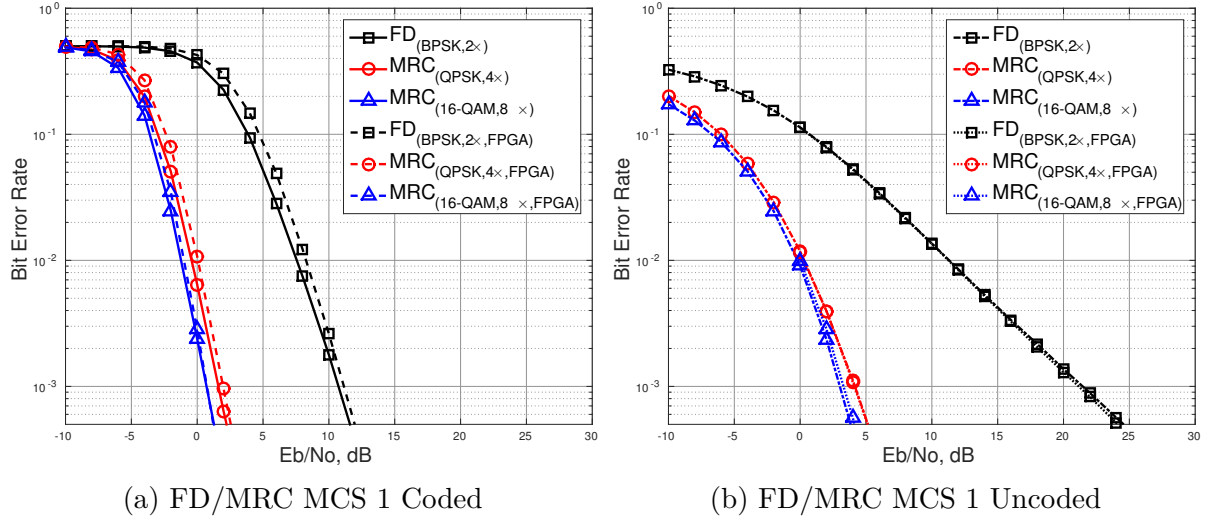 10^0
10^-1
10^-2
10^-3
Bit Error Rate
-10 -5 0 5 10 15 20 25 30
Eb/No, dB
FD(BPSK,2×)
MRC(QPSK,4×)
MRC(16-QAM,8 ×)
FD(BPSK,2×,FPGA)
MRC(QPSK,4×,FPGA)
MRC(16-QAM,8 ×,FPGA)
(a) FD/MRC MCS 1 Coded
10^0
10^-1
10^-2
10^-3
Bit Error Rate
-10 -5 0 5 10 15 20 25 30
Eb/No, dB
FD(BPSK,2×)
MRC(QPSK,4×)
MRC(16-QAM,8 ×)
FD(BPSK,2×,FPGA)
MRC(QPSK,4×,FPGA)
MRC(16-QAM,8 ×,FPGA)
(b) FD/MRC MCS 1 Uncoded